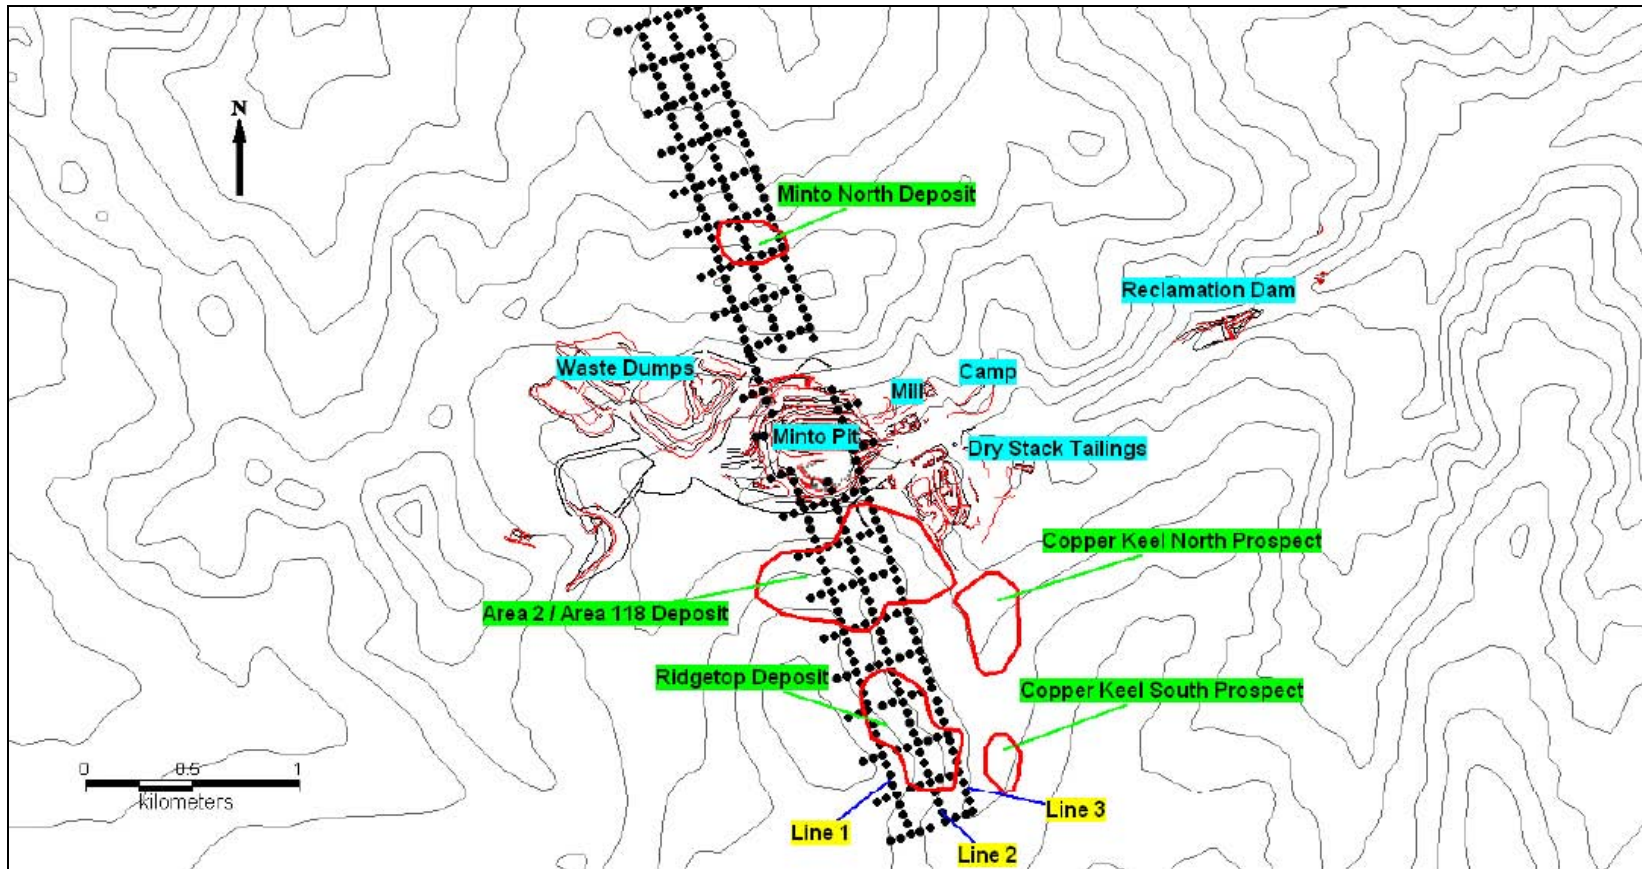 N
Minto North Deposit
Reclamation Dam
Waste Dumps
Camp
Mill
Minto Pit
Dry Stack Tailings
Copper Keel North Prospect
Area 2 / Area 118 Deposit
Ridgetop Deposit
Copper Keel South Prospect
0 0.5 1
kilometers
Line 3
Line 1
Line 2